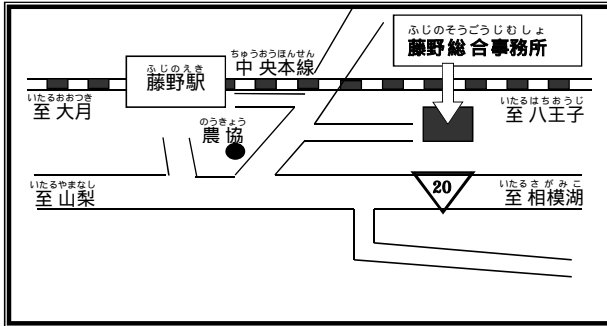 ふじのそうごうじむしょ
藤野総合事務所
ふじのえき
藤野駅
ちゅうおうほんせん
中央本線
いたるおおつき
至大月
いたるはちおうじ
至八王子
のうきょう
農協
いたるやまなし
至山梨
20
いたるさがみこ
至相模湖